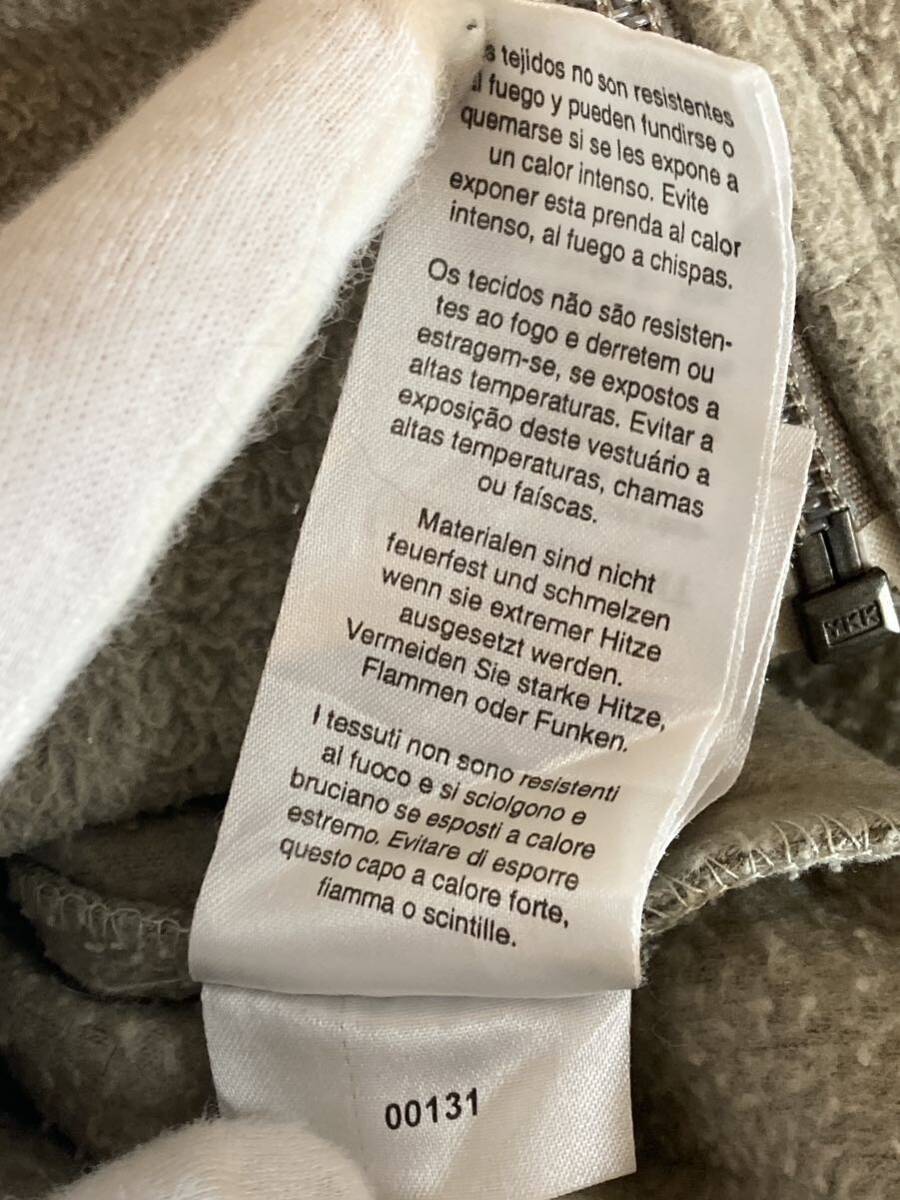 s tejidos no son resistentes
al fuego y pueden fundirse o
quemarse si se les expone a
un calor intenso. Evite
exponer esta prenda al calor
intenso, al fuego a chispas.
Os tecidos não são resisten-
tes ao fogo e derretem ou
estragem-se, se expostos a
altas temperaturas. Evitar a
exposição deste vestuário a
altas temperaturas, chamas
ou faíscas.
Materialen sind nicht
feuerfest und schmelzen
wenn sie extremer Hitze
ausgesetzt werden.
Vermeiden Sie starke Hitze,
Flammen oder Funken.
I tessuti non sono resistenti
al fuoco e si sciolgono e
bruciano se esposti a calore
estremo. Evitare di esporre
questo capo a calore forte,
fiamma o scintille.
00131
YKK